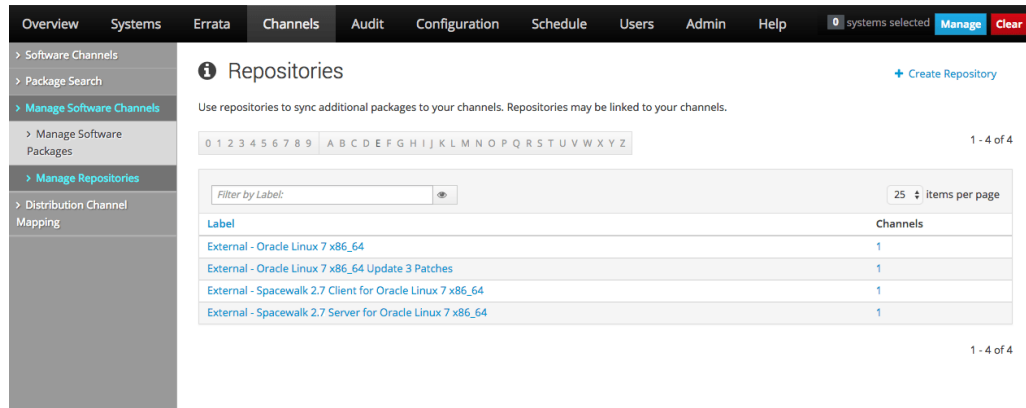 Overview Systems Errata Channels Audit Configuration Schedule Users Admin Help 0 systems selected Manage Clear
> Software Channels
> Package Search
> Manage Software Channels
> Manage Software Packages
> Manage Repositories
> Distribution Channel Mapping
Repositories
+ Create Repository
Use repositories to sync additional packages to your channels. Repositories may be linked to your channels.
0 1 2 3 4 5 6 7 8 9 A B C D E F G H I J K L M N O P Q R S T U V W X Y Z
1 - 4 of 4
Filter by Label:
25 items per page
Label Channels
External - Oracle Linux 7 x86_64 1
External - Oracle Linux 7 x86_64 Update 3 Patches 1
External - Spacewalk 2.7 Client for Oracle Linux 7 x86_64 1
External - Spacewalk 2.7 Server for Oracle Linux 7 x86_64 1
1 - 4 of 4